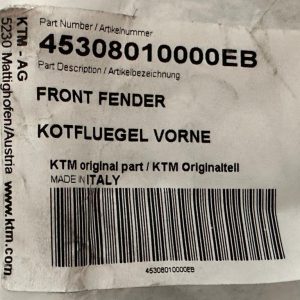 Part Number / Artikelnummer
45308010000EB
Part Description / Artikelbezeichnung
FRONT FENDER
KOTFLUEGEL VORNE
KTM original part / KTM Originalteil
MADE IN ITALY
45308010000EB
KTM - AG
5230 Mattighofen/Austria
www.ktm.com